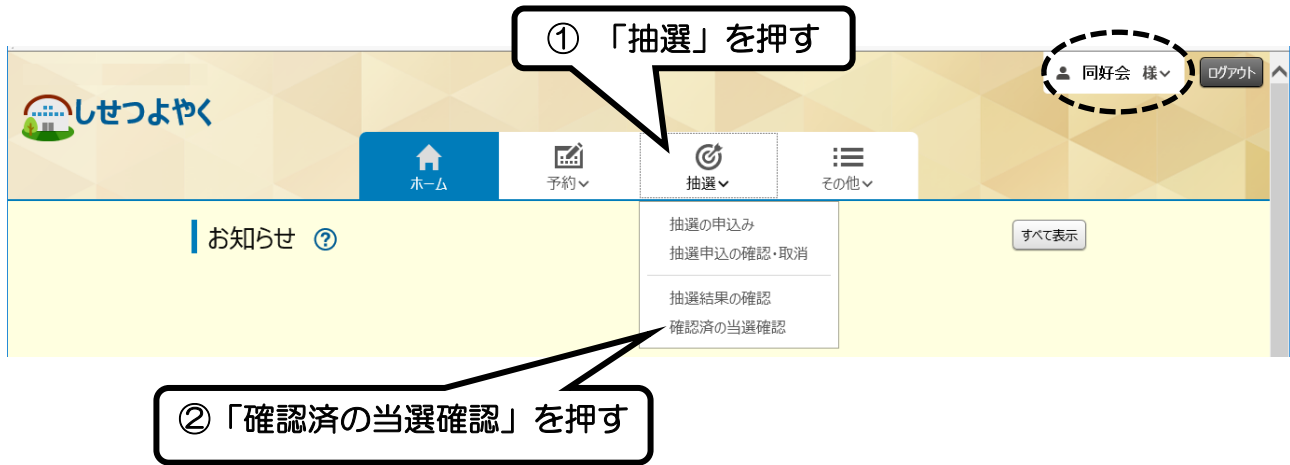 ① 「抽選」を押す
同好会 様
ログアウト
しせつよやく
ホーム
予約
抽選
その他
お知らせ ?
すべて表示
抽選の申込み
抽選申込の確認・取消
抽選結果の確認
確認済の当選確認
②「確認済の当選確認」を押す